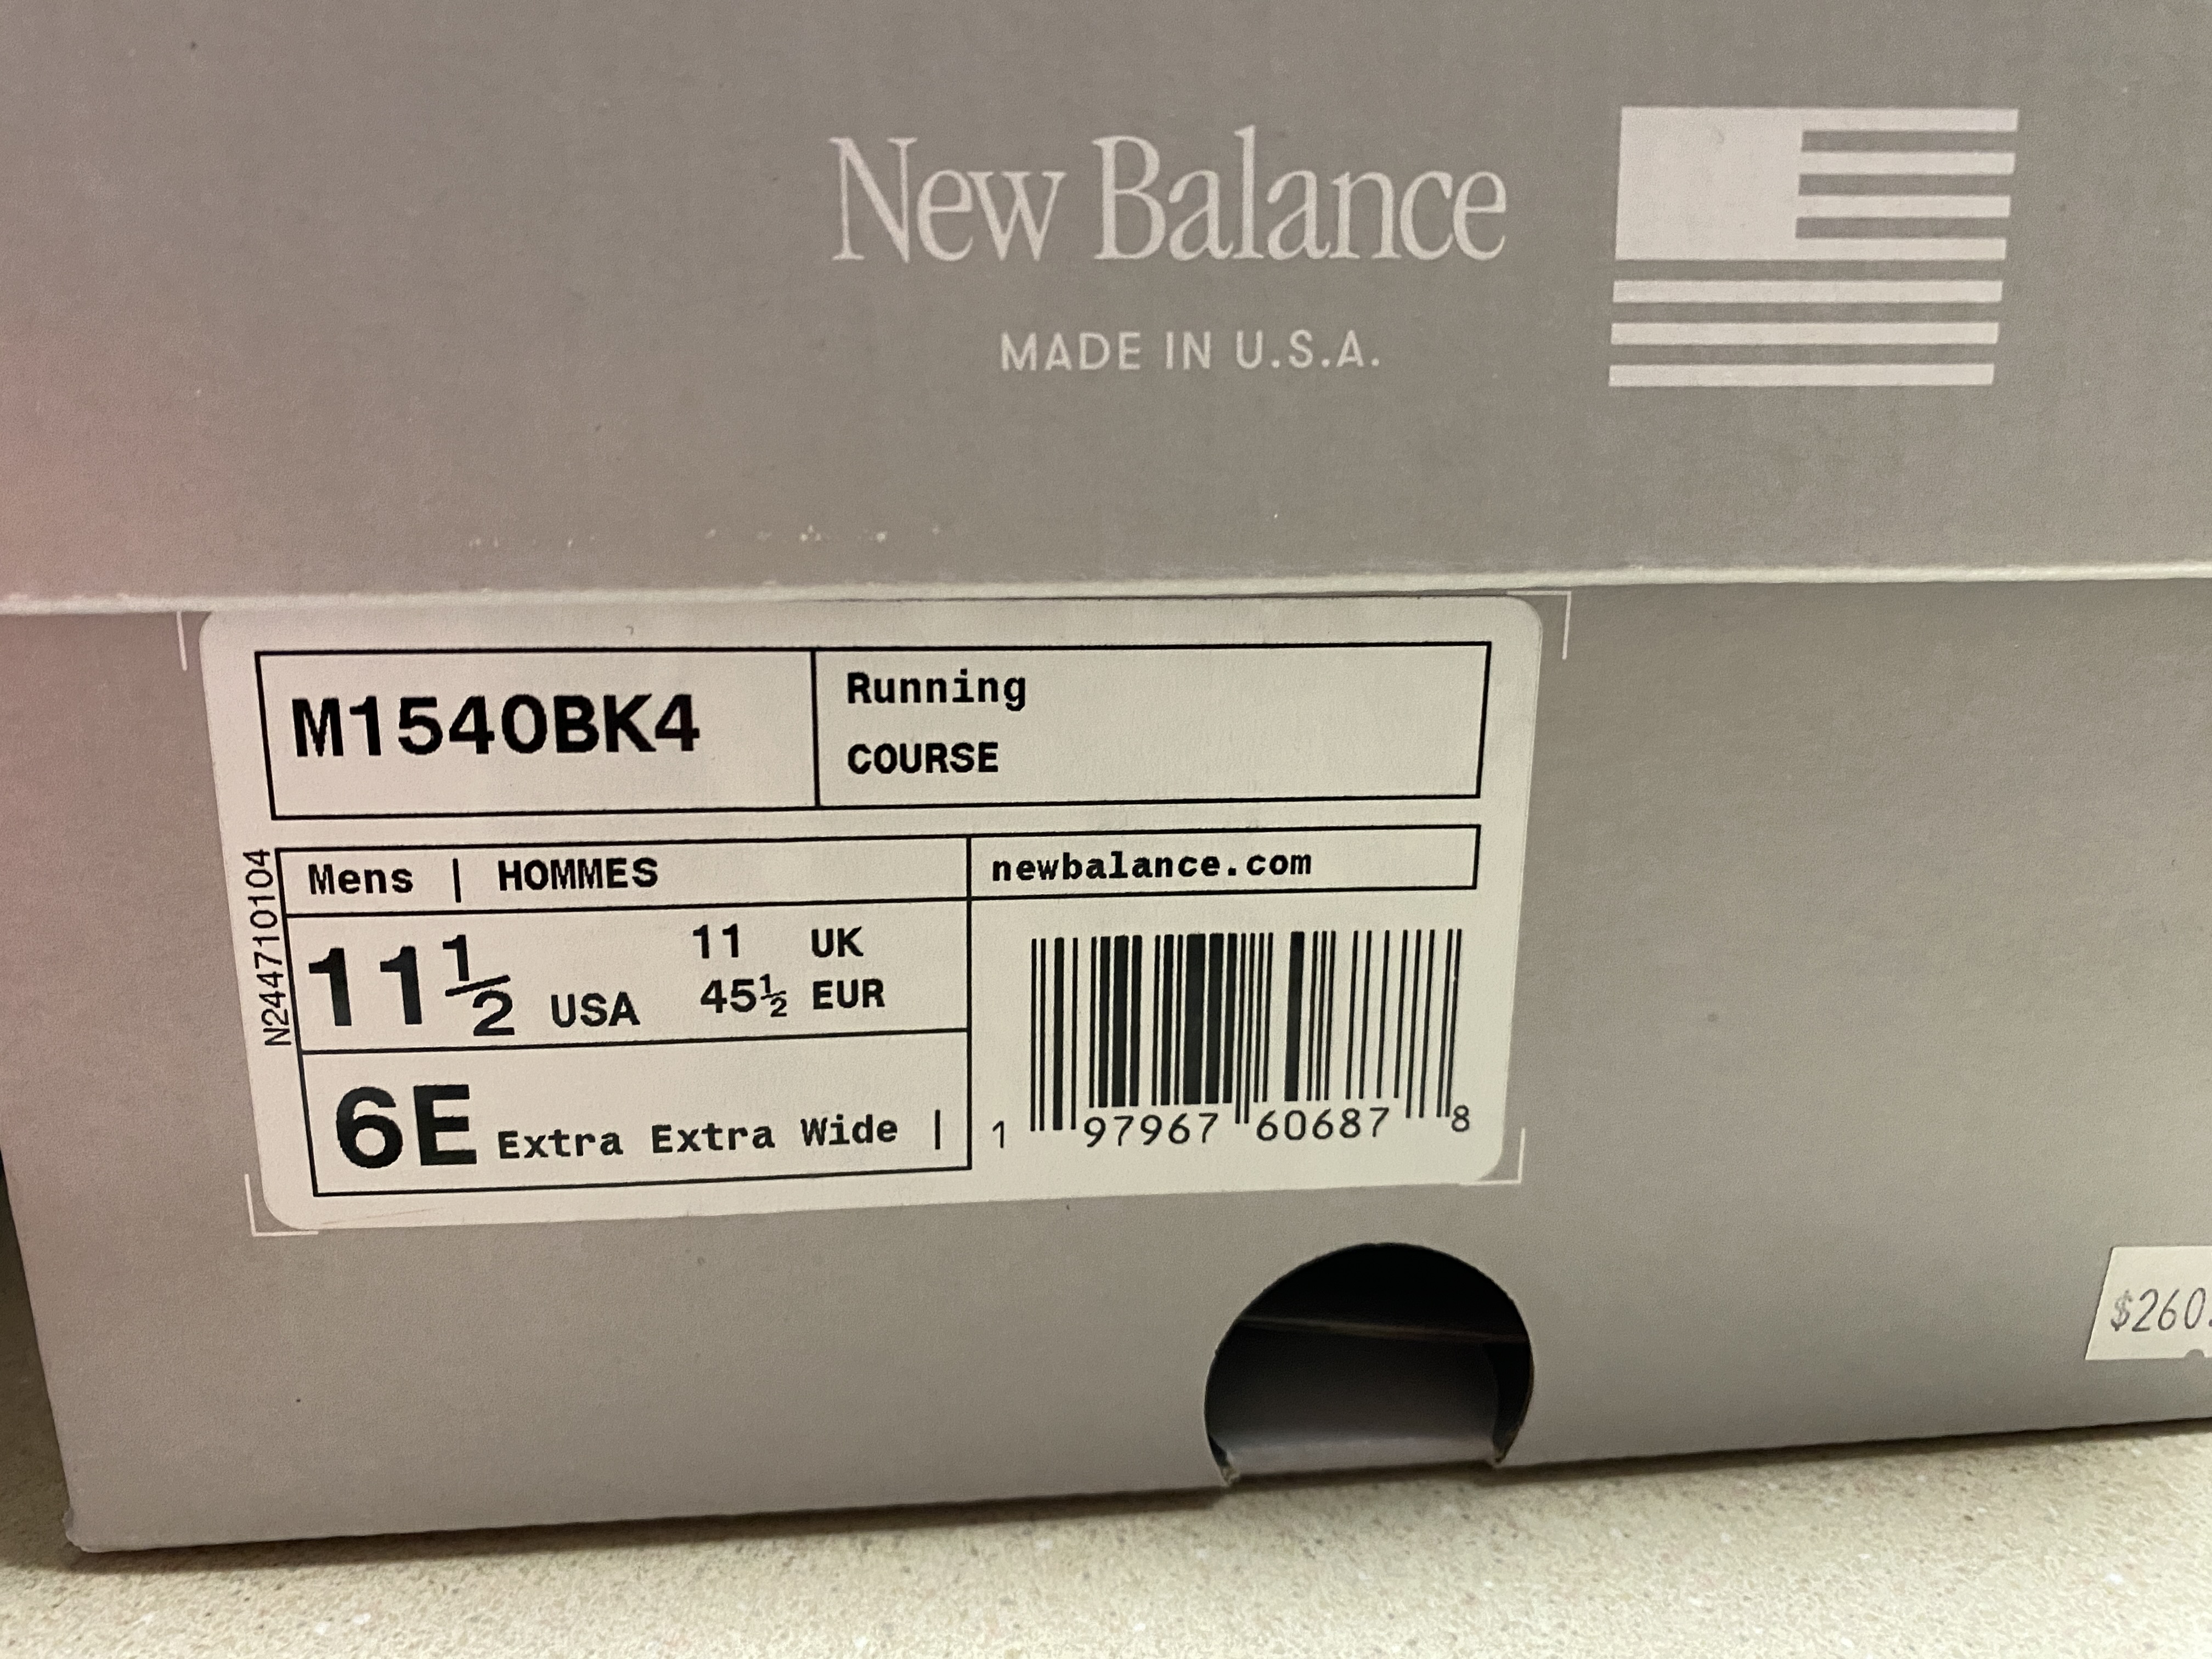 New Balance
MADE IN U.S.A.
M1540BK4
Running
COURSE
N244710104
Mens | HOMMES
newbalance.com
11½ USA
11 UK
45½ EUR
6E Extra Extra Wide |
1 97967 60687 8
$260.